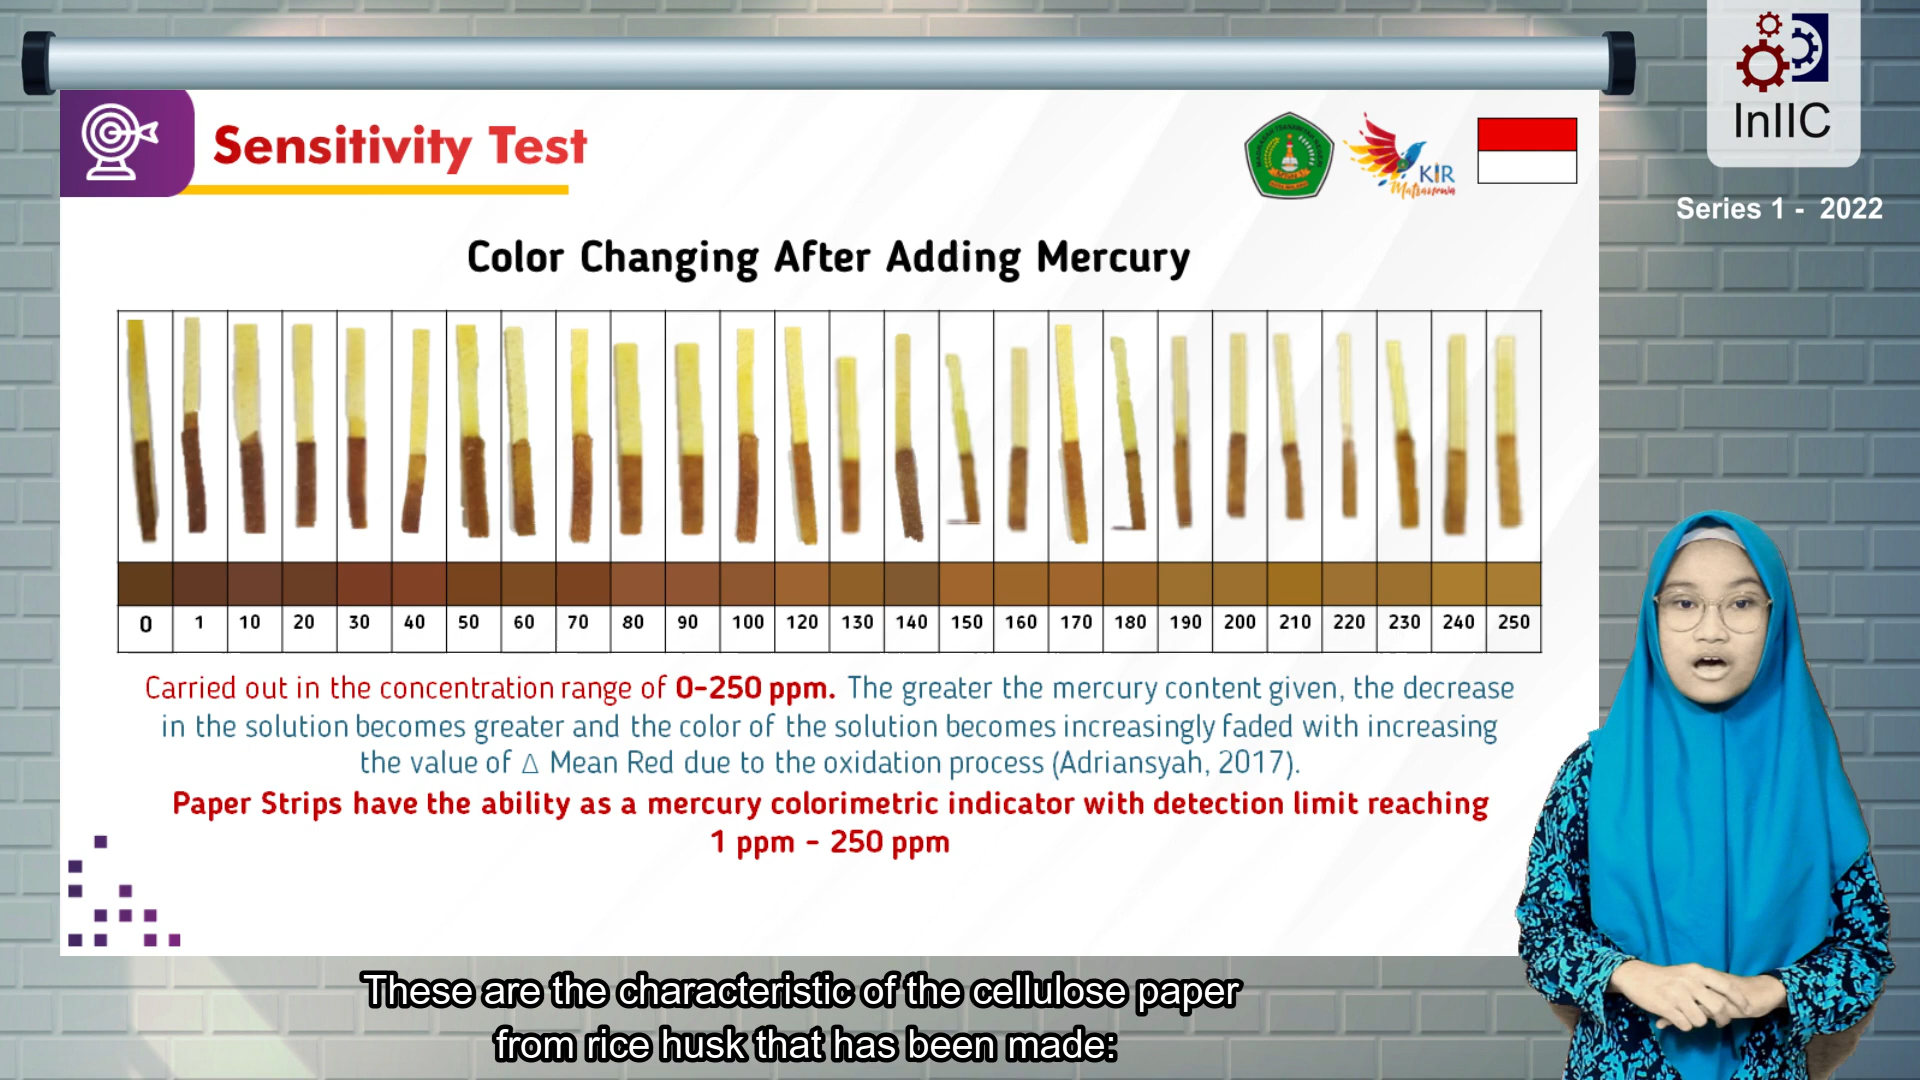 InIIC
Series 1 - 2022
Sensitivity Test
KIR
Matsanewa
Color Changing After Adding Mercury
0 1 10 20 30 40 50 60 70 80 90 100 120 130 140 150 160 170 180 190 200 210 220 230 240 250
Carried out in the concentration range of 0-250 ppm. The greater the mercury content given, the decrease
in the solution becomes greater and the color of the solution becomes increasingly faded with increasing
the value of △ Mean Red due to the oxidation process (Adriansyah, 2017).
Paper Strips have the ability as a mercury colorimetric indicator with detection limit reaching
1 ppm - 250 ppm
These are the characteristic of the cellulose paper
from rice husk that has been made: